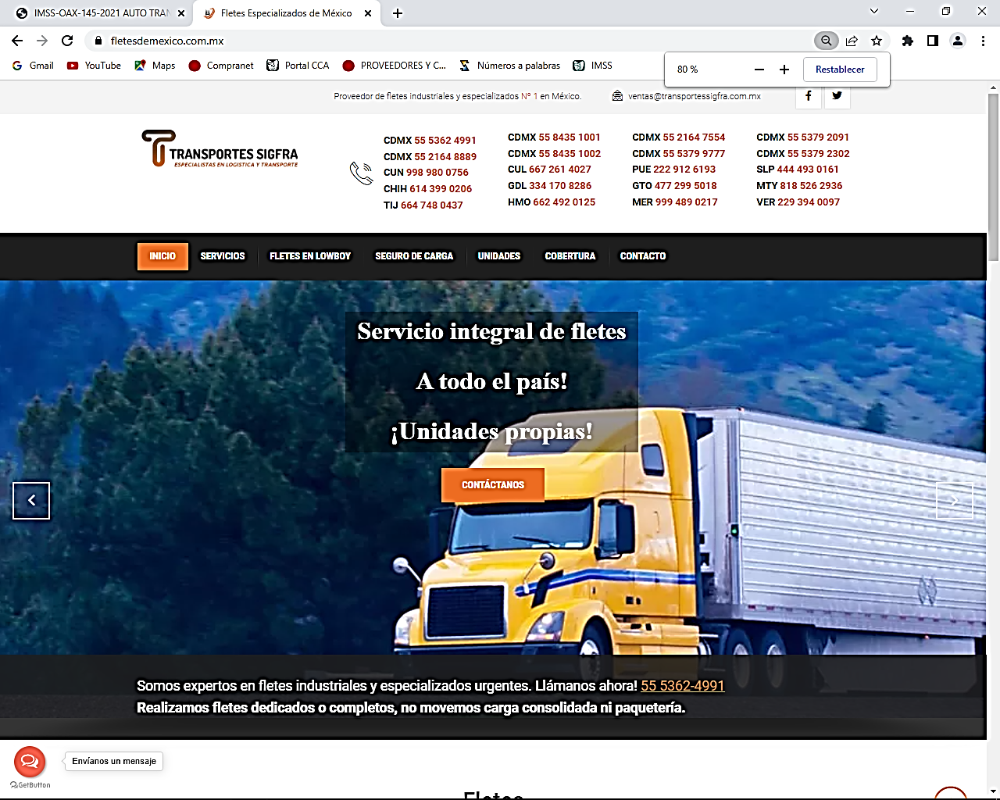 IMSS-OAX-145-2021 AUTO TRAN
Fletes Especializados de México
fletesdemexico.com.mx
Gmail YouTube Maps Compranet Portal CCA PROVEEDORES Y C... Números a palabras IMSS
80 % Restablecer
Proveedor de fletes industriales y especializados N° 1 en México. ventas@transportessigfra.com.mx
TRANSPORTES SIGFRA
ESPECIALISTAS EN LOGISTICA Y TRANSPORTE
CDMX 55 5362 4991
CDMX 55 2164 8889
CUN 998 980 0756
CHIH 614 399 0206
TIJ 664 748 0437
CDMX 55 8435 1001
CDMX 55 8435 1002
CUL 667 261 4027
GDL 334 170 8286
HMO 662 492 0125
CDMX 55 2164 7554
CDMX 55 5379 9777
PUE 222 912 6193
GTO 477 299 5018
MER 999 489 0217
CDMX 55 5379 2091
CDMX 55 5379 2302
SLP 444 493 0161
MTY 818 526 2936
VER 229 394 0097
INICIO SERVICIOS FLETES EN LOWBOY SEGURO DE CARGA UNIDADES COBERTURA CONTACTO
Servicio integral de fletes
A todo el país!
¡Unidades propias!
CONTÁCTANOS
Somos expertos en fletes industriales y especializados urgentes. Llámanos ahora! 55 5362-4991
Realizamos fletes dedicados o completos, no movemos carga consolidada ni paquetería.
Envíanos un mensaje
GetButton
Fletes